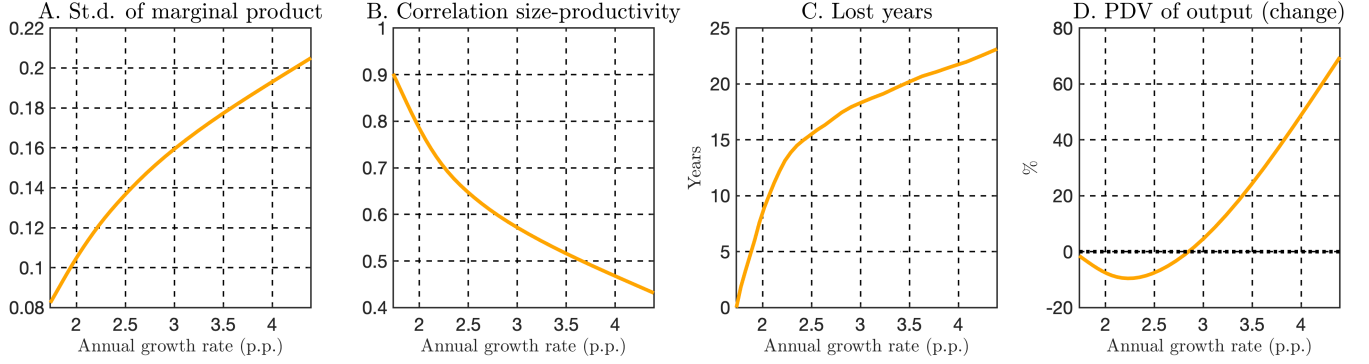 A. St.d. of marginal product
0.22
0.2
0.18
0.16
0.14
0.12
0.1
0.08
2 2.5 3 3.5 4
Annual growth rate (p.p.)
B. Correlation size-productivity
1
0.9
0.8
0.7
0.6
0.5
0.4
2 2.5 3 3.5 4
Annual growth rate (p.p.)
C. Lost years
Years
25
20
15
10
5
0
2 2.5 3 3.5 4
Annual growth rate (p.p.)
D. PDV of output (change)
%
80
60
40
20
0
-20
2 2.5 3 3.5 4
Annual growth rate (p.p.)